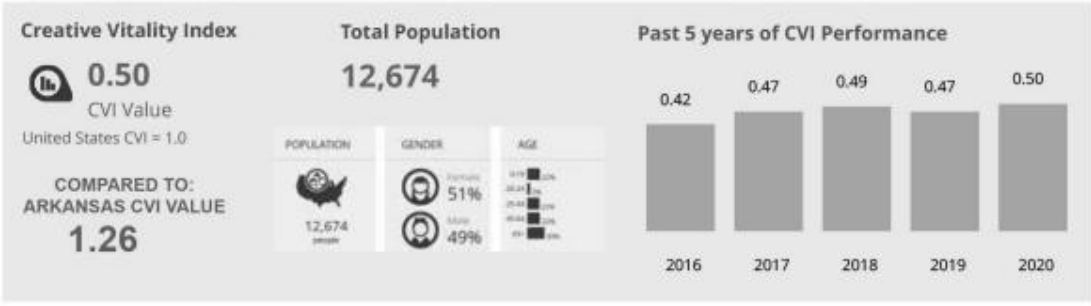 Creative Vitality Index
0.50
CVI Value
United States CVI = 1.0
COMPARED TO:
ARKANSAS CVI VALUE
1.26
Total Population
12,674
POPULATION
12,674
people
GENDER
Female
51%
Male
49%
AGE
Past 5 years of CVI Performance
0.42
0.47
0.49
0.47
0.50
2016
2017
2018
2019
2020